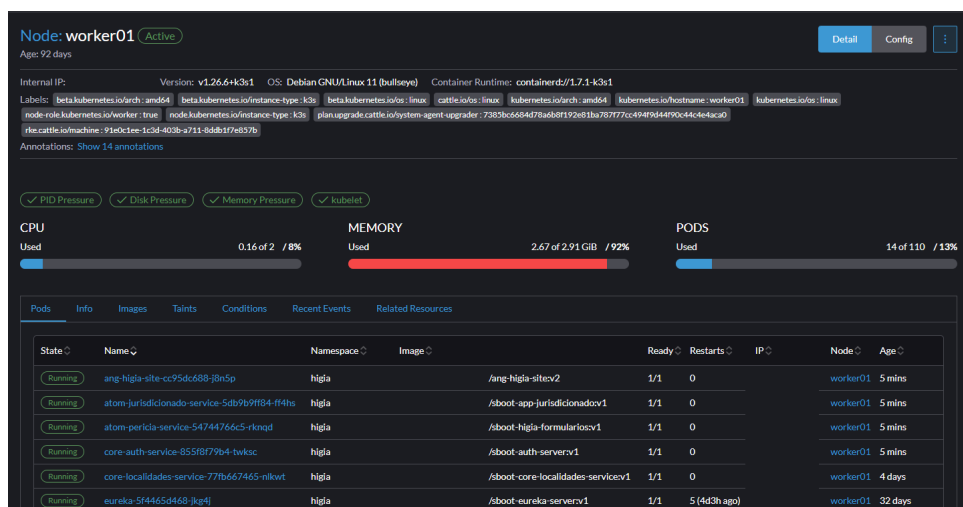 Node: worker01 Active
Detail Config
Age: 92 days
Internal IP: Version: v1.26.6+k3s1 OS: Debian GNU/Linux 11 (bullseye) Container Runtime: containerd://1.7.1-k3s1
Labels: beta.kubernetes.io/arch : amd64 beta.kubernetes.io/instance-type : k3s beta.kubernetes.io/os : linux cattle.io/os : linux kubernetes.io/arch : amd64 kubernetes.io/hostname : worker01 kubernetes.io/os : linux
node-role.kubernetes.io/worker : true node.kubernetes.io/instance-type : k3s plan.upgrade.cattle.io/system-agent-upgrader : 7385bc6684d78a6b8f192e81ba787f77cc494f9d44f90c44c4e4aca0
rke.cattle.io/machine : 91e0c1ee-1c3d-403b-a711-8ddb1f7e857b
Annotations: Show 14 annotations
PID Pressure Disk Pressure Memory Pressure kubelet
CPU MEMORY PODS
Used 0.16 of 2 / 8% Used 2.67 of 2.91 GiB / 92% Used 14 of 110 / 13%
Pods Info Images Taints Conditions Recent Events Related Resources
State Name Namespace Image Ready Restarts IP Node Age
Running ang-higia-site-cc95dc688-j8n5p higia /ang-higia-site:v2 1/1 0 worker01 5 mins
Running atom-jurisdicionado-service-5db9b9ff84-ff4hs higia /sboot-app-jurisdicionado:v1 1/1 0 worker01 5 mins
Running atom-pericia-service-54744766c5-rknqd higia /sboot-higia-formularios:v1 1/1 0 worker01 5 mins
Running core-auth-service-855f8f79b4-twksc higia /sboot-auth-server:v1 1/1 0 worker01 5 mins
Running core-localidades-service-77fb667465-nlkwt higia /sboot-core-localidades-service:v1 1/1 0 worker01 4 days
Running eureka-5f4465d468-jkg4j higia /sboot-eureka-server:v1 1/1 5 (4d3h ago) worker01 32 days